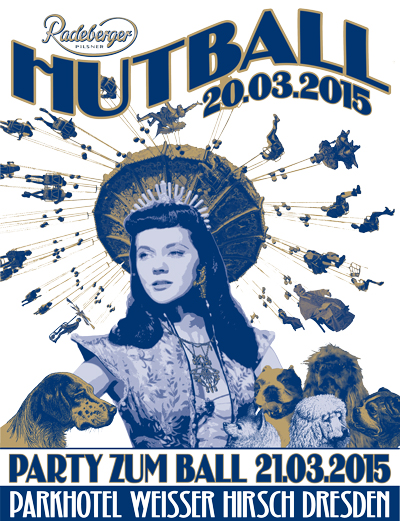 Radeberger
PILSNER
HUTBALL
20.03.2015
PARTY ZUM BALL 21.03.2015
PARKHOTEL WEISSER HIRSCH DRESDEN